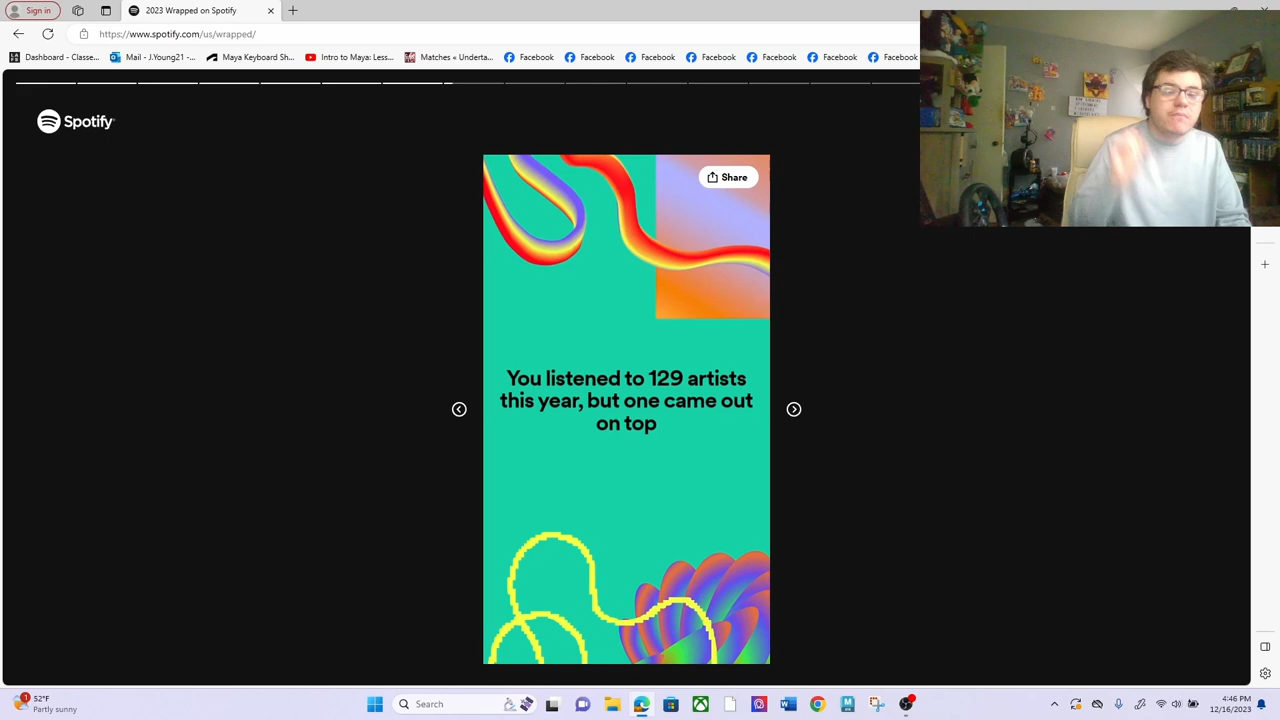 Sign in
2023 Wrapped on Spotify
https://www.spotify.com/us/wrapped/
Dashboard - Classe...
Mail - J.Young21 -...
Maya Keyboard Sh...
Intro to Maya: Less...
Matches « Underta...
Facebook
Facebook
Facebook
Facebook
Facebook
Facebook
Facebook
Spotify
Share
You listened to 129 artists
this year, but one came out
on top
1
52°F
Partly sunny
Search
4:46 PM
12/16/2023